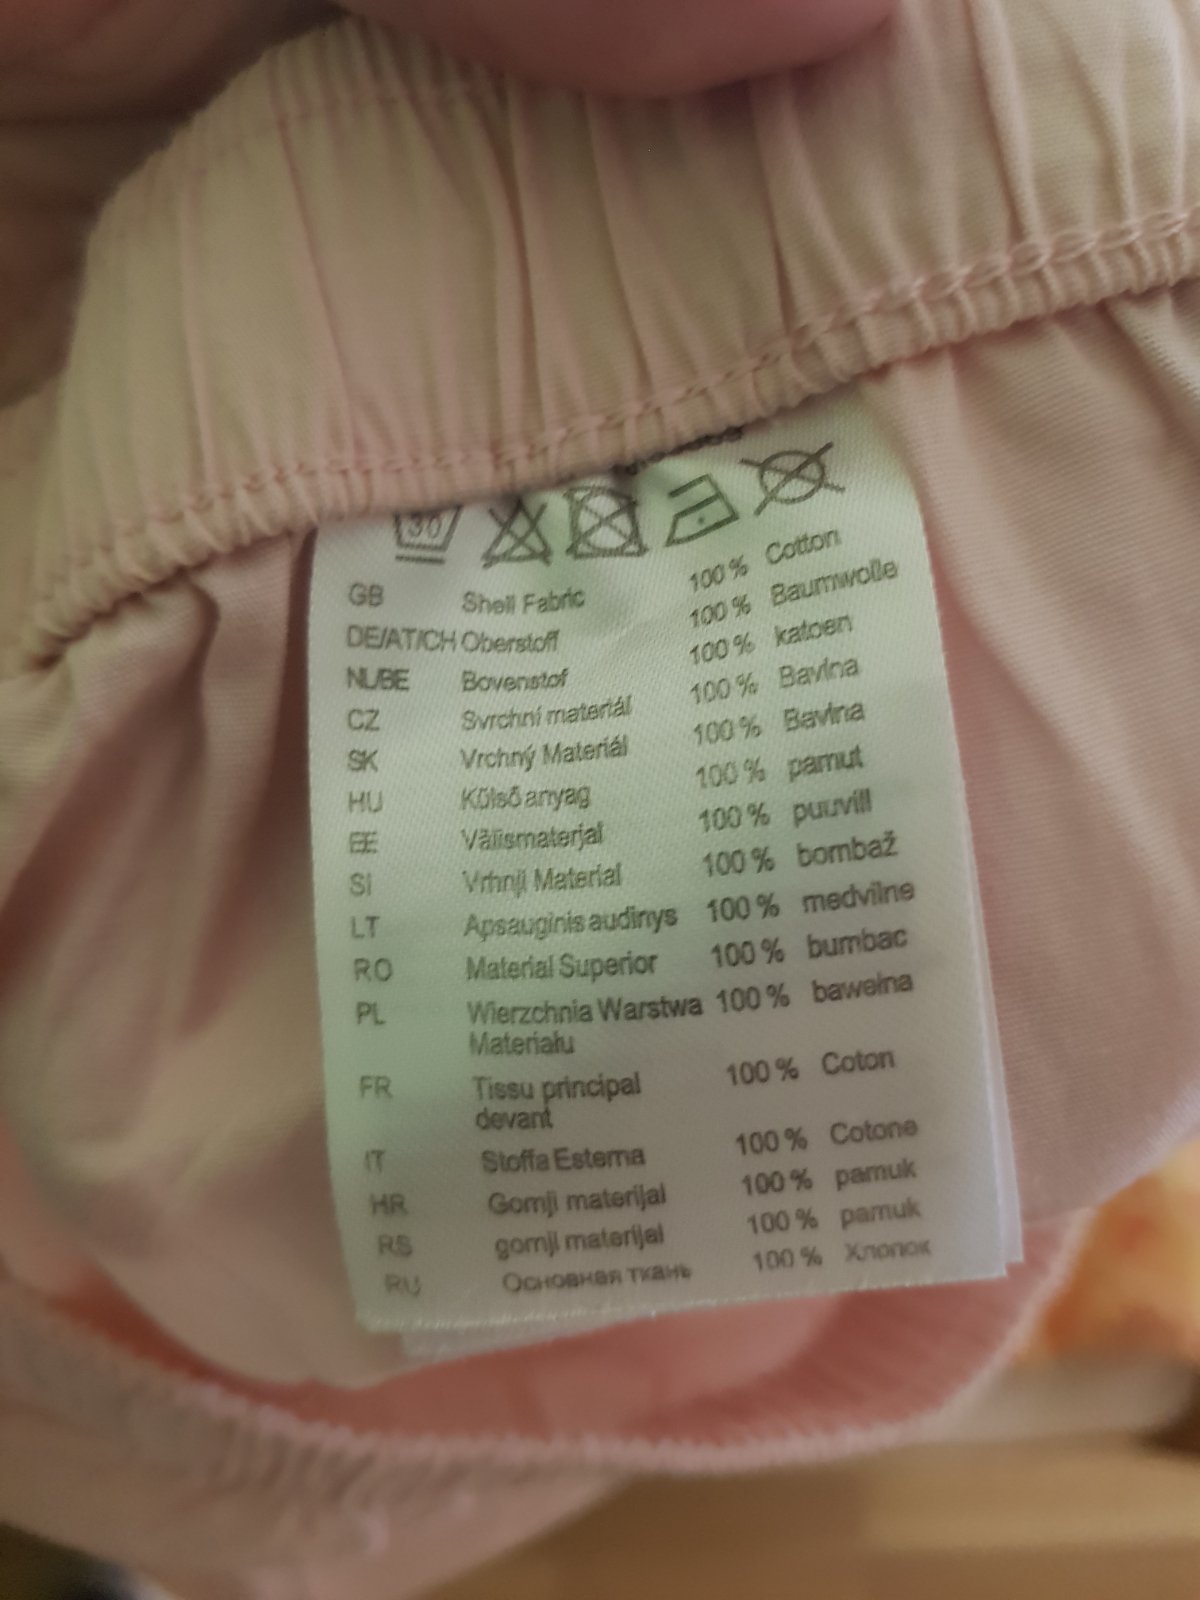 30
GB Shell Fabric 100 % Cotton
DE/AT/CH Oberstoff 100 % Baumwolle
NL/BE Bovenstof 100 % katoen
CZ Svrchní materiál 100 % Bavlna
SK Vrchný Materiál 100 % Bavlna
HU Külső anyag 100 % pamut
EE Välismaterjal 100 % puuvill
SI Vrhnji Material 100 % bombaž
LT Apsauginis audinys 100 % medvilne
RO Material Superior 100 % bumbac
PL Wierzchnia Warstwa 100 % bawełna
Materiału
FR Tissu principal 100 % Coton
devant
IT Stoffa Esterna 100 % Cotone
HR Gornji materijal 100 % pamuk
RS gornji materijal 100 % pamuk
RU Основная ткань 100 % Хлопок